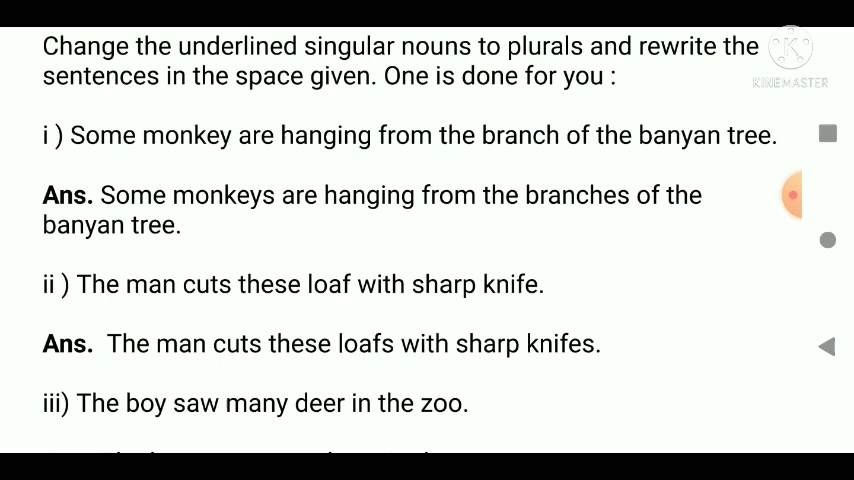 Change the underlined singular nouns to plurals and rewrite the
sentences in the space given. One is done for you :
KINEMASTER
i ) Some monkey are hanging from the branch of the banyan tree.
Ans. Some monkeys are hanging from the branches of the
banyan tree.
ii ) The man cuts these loaf with sharp knife.
Ans. The man cuts these loafs with sharp knifes.
iii) The boy saw many deer in the zoo.